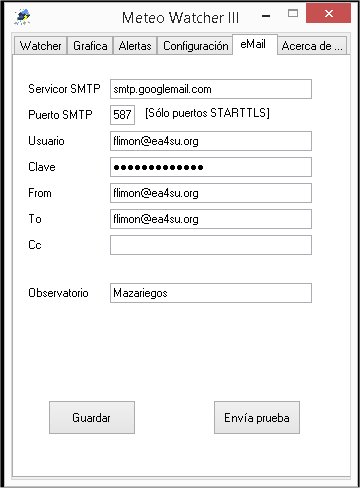 Meteo Watcher III
Watcher Grafica Alertas Configuración eMail Acerca de ...
Servicor SMTP smtp.googlemail.com
Puerto SMTP 587 [Sólo puertos STARTTLS]
Usuario flimon@ea4su.org
Clave ●●●●●●●●●●●●●
From flimon@ea4su.org
To flimon@ea4su.org
Cc
Observatorio Mazariegos
Guardar Envía prueba